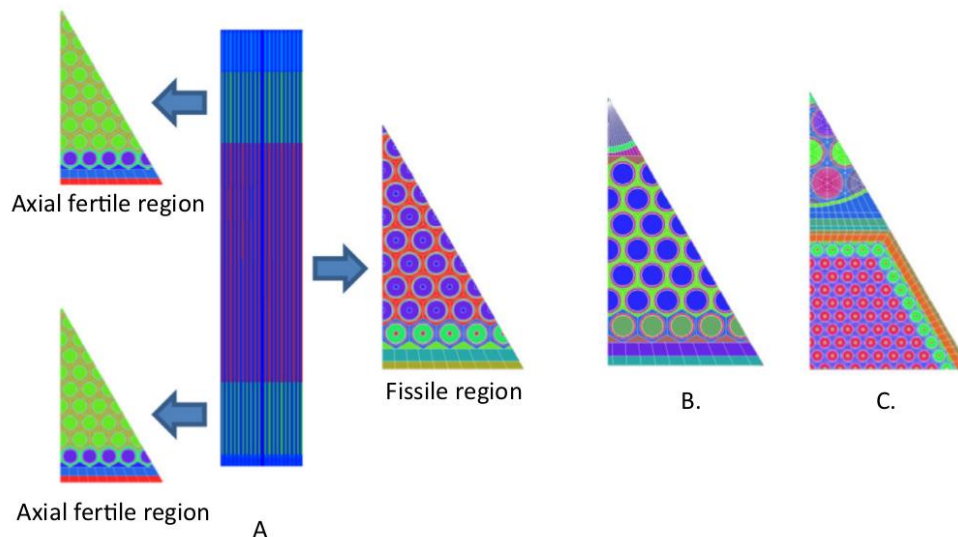 Axial fertile region
Fissile region
B.
C.
Axial fertile region
A